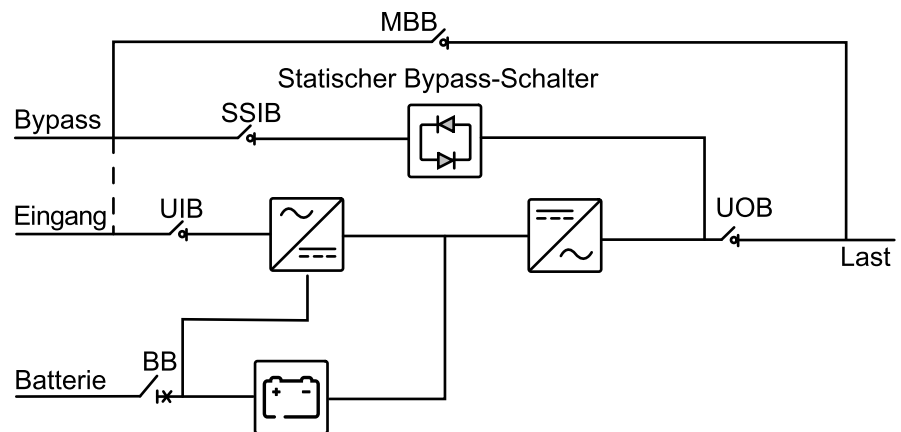 MBB
Statischer Bypass-Schalter
SSIB
Bypass
Eingang
UIB
UOB
Last
BB
Batterie